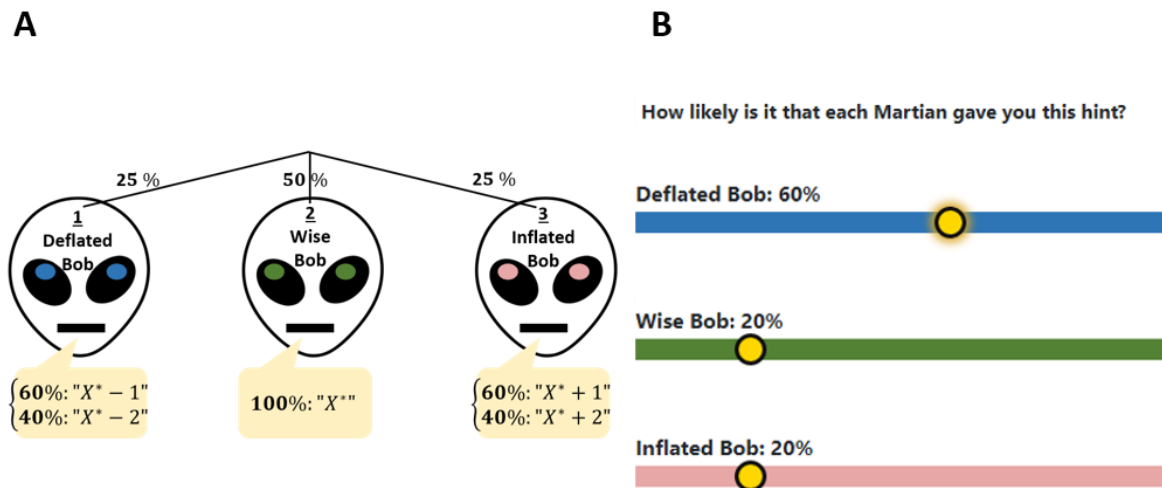 A
B
How likely is it that each Martian gave you this hint?
25 %
50 %
25 %
1
Deflated
Bob
2
Wise
Bob
3
Inflated
Bob
60%: "X* − 1"
40%: "X* − 2"
100%: "X*"
60%: "X* + 1"
40%: "X* + 2"
Deflated Bob: 60%
Wise Bob: 20%
Inflated Bob: 20%